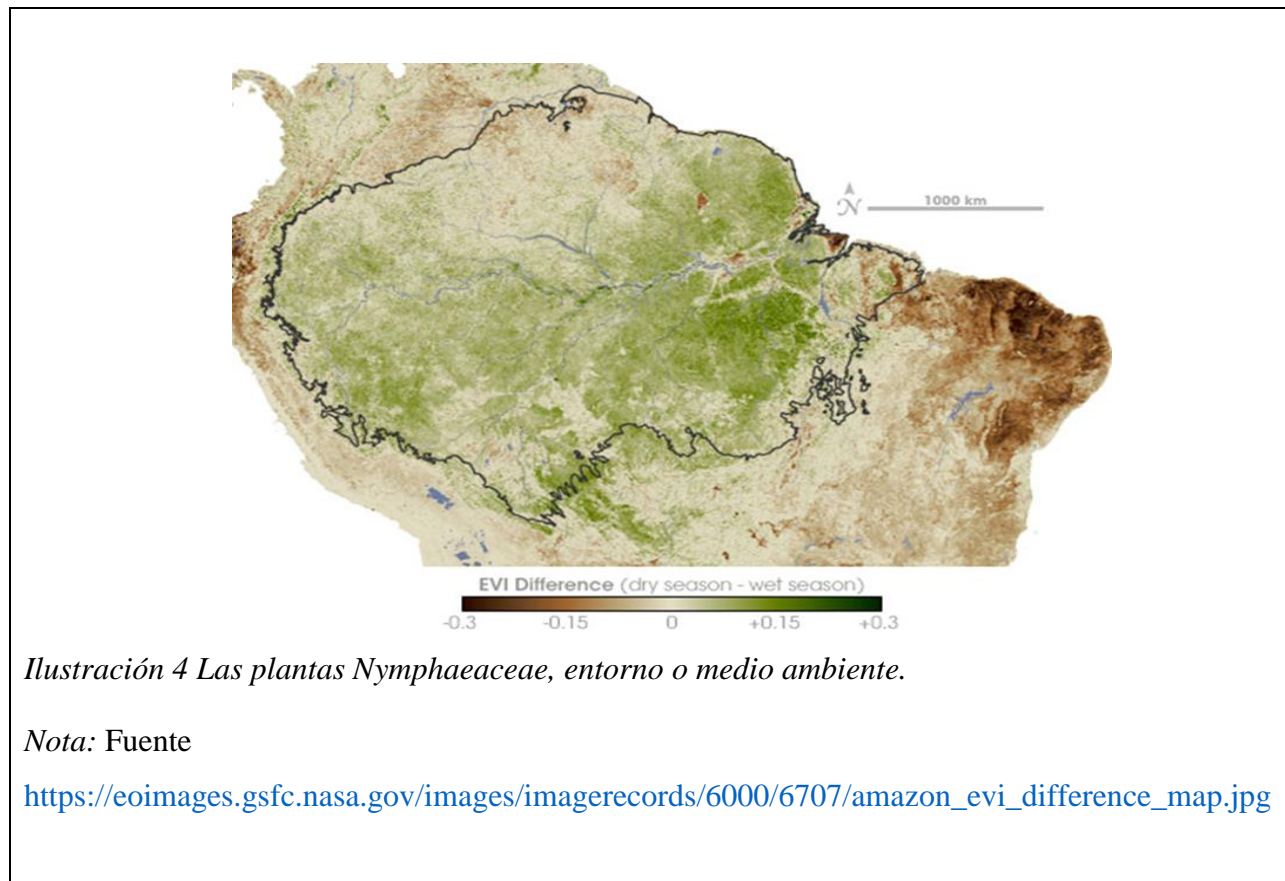 N
1000 km
EVI Difference (dry season - wet season)
-0.3 -0.15 0 +0.15 +0.3
Ilustración 4 Las plantas Nymphaeaceae, entorno o medio ambiente.
Nota: Fuente
https://eoimages.gsfc.nasa.gov/images/imagerecords/6000/6707/amazon_evi_difference_map.jpg